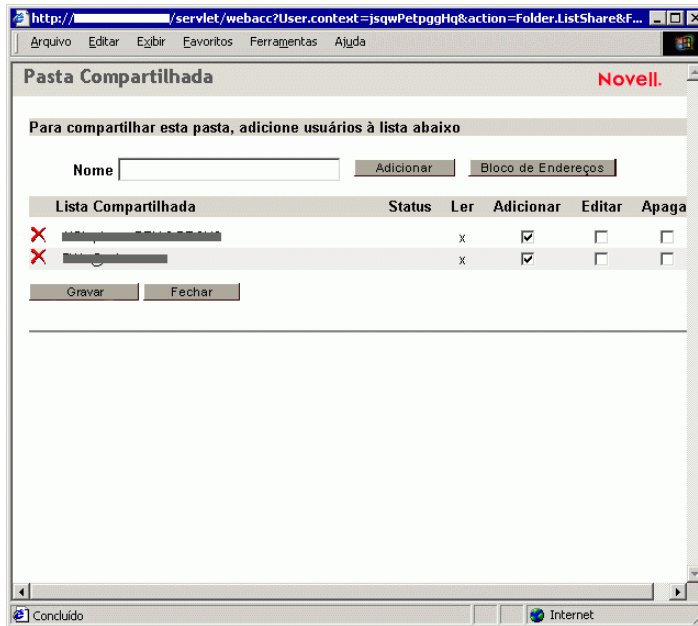 http:// /servlet/webacc?User.context=jsqwPetpggHq&action=Folder.ListShare&F...
Arquivo Editar Exibir Favoritos Ferramentas Ajuda
Pasta Compartilhada Novell.
Para compartilhar esta pasta, adicione usuários à lista abaixo
Nome Adicionar Bloco de Endereços
Lista Compartilhada Status Ler Adicionar Editar Apaga
x
x
Gravar Fechar
Concluído Internet